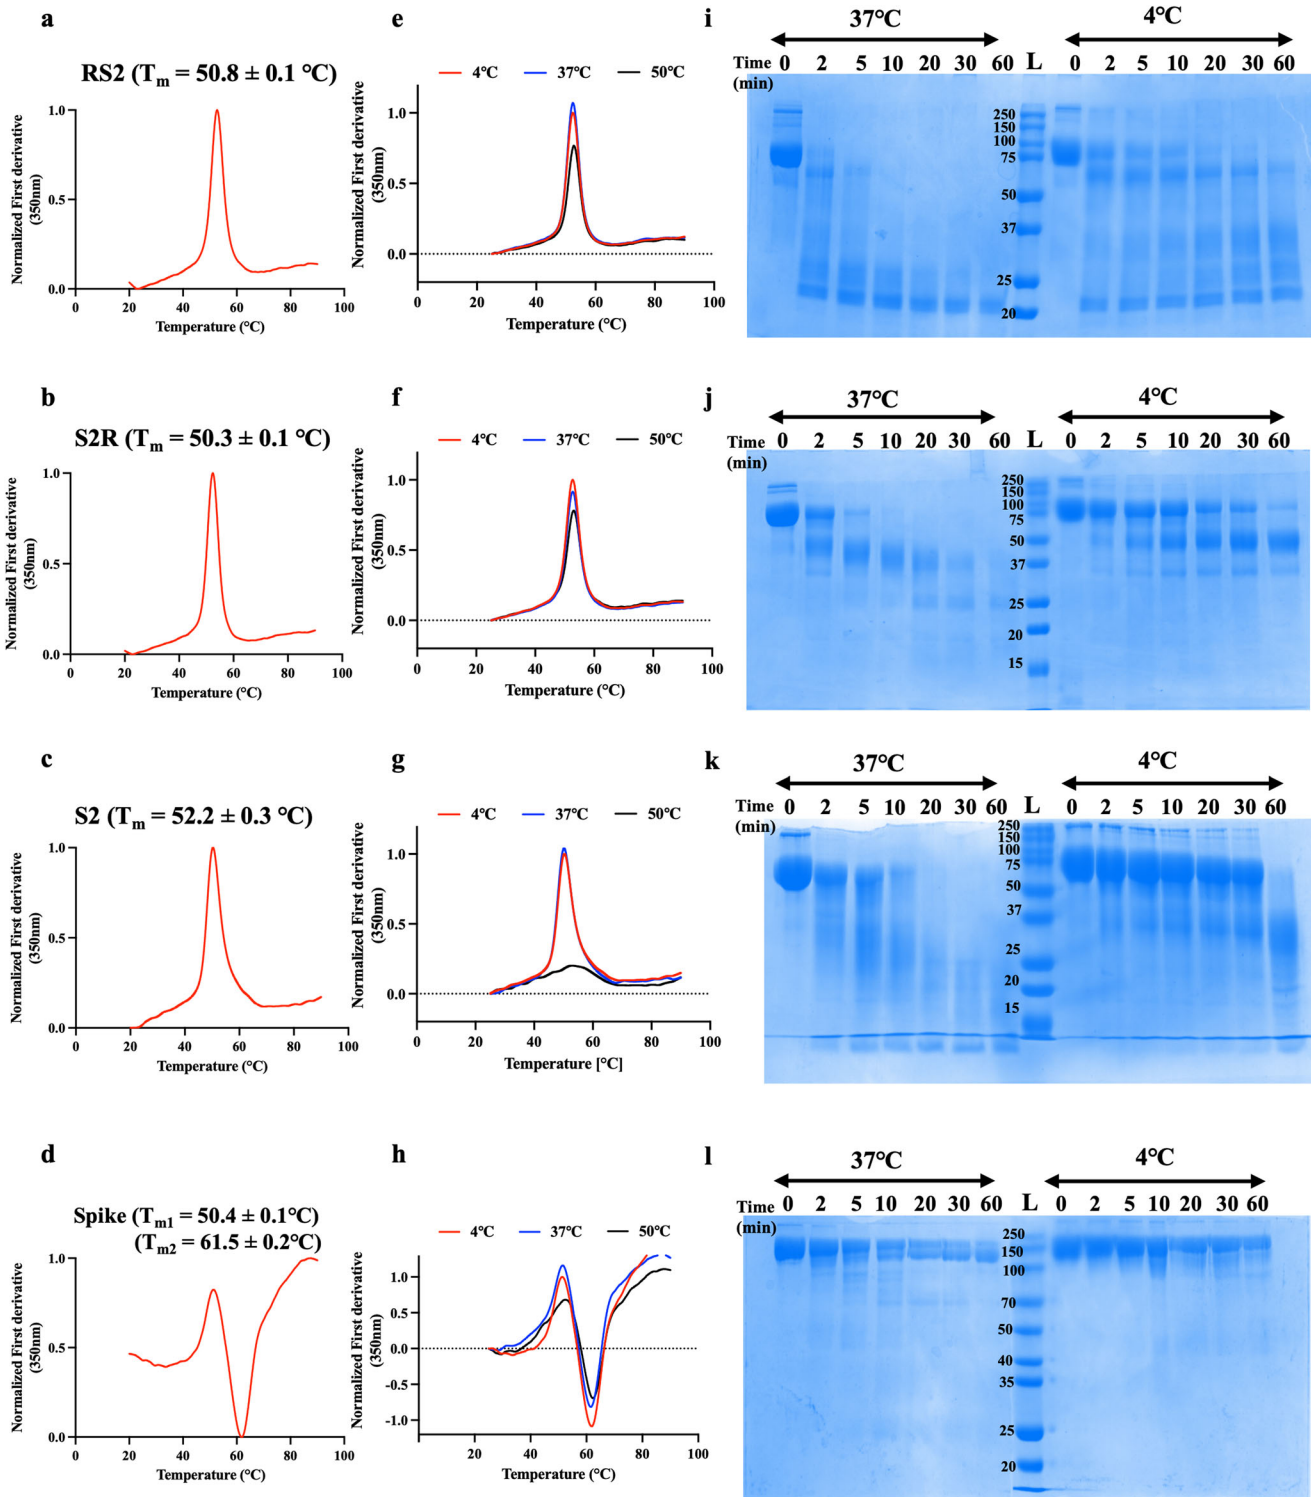 a
RS2 (Tm = 50.8 ± 0.1 °C)
Normalized First derivative
(350nm)
1.0
0.5
0.0
0 20 40 60 80 100
Temperature (°C)
e
4°C 37°C 50°C
Normalized First derivative
(350nm)
1.0
0.5
0.0
0 20 40 60 80 100
Temperature (°C)
i
37°C 4°C
Time 0 2 5 10 20 30 60 L 0 2 5 10 20 30 60
(min)
250
150
100
75
50
37
25
20
b
S2R (Tm = 50.3 ± 0.1 °C)
Normalized First derivative
(350nm)
1.0
0.5
0.0
0 20 40 60 80 100
Temperature (°C)
f
4°C 37°C 50°C
Normalized First derivative
(350nm)
1.0
0.5
0.0
0 20 40 60 80 100
Temperature (°C)
j
37°C 4°C
Time 0 2 5 10 20 30 60 L 0 2 5 10 20 30 60
(min)
250
150
100
75
50
37
25
20
15
c
S2 (Tm = 52.2 ± 0.3 °C)
Normalized First derivative
(350nm)
1.0
0.5
0.0
0 20 40 60 80 100
Temperature (°C)
g
4°C 37°C 50°C
Normalized First derivative
(350nm)
1.0
0.5
0.0
0 20 40 60 80 100
Temperature [°C]
k
37°C 4°C
Time 0 2 5 10 20 30 60 L 0 2 5 10 20 30 60
(min)
250
150
100
75
50
37
25
20
15
d
Spike (Tm1 = 50.4 ± 0.1°C)
(Tm2 = 61.5 ± 0.2°C)
Normalized First derivative
(350nm)
1.0
0.5
0.0
0 20 40 60 80 100
Temperature (°C)
h
4°C 37°C 50°C
Normalized First derivative
(350nm)
1.0
0.5
0.0
-0.5
-1.0
20 40 60 80 100
Temperature (°C)
l
37°C 4°C
Time 0 2 5 10 20 30 60 L 0 2 5 10 20 30 60
(min)
250
150
100
70
50
40
35
25
20